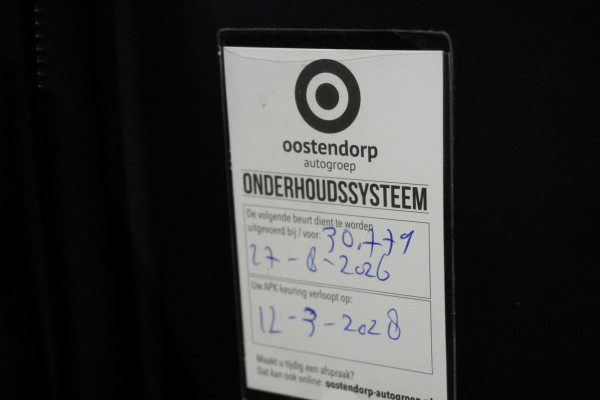 oostendorp
autogroep
ONDERHOUDSSYSTEEM
De volgende beurt dient te worden
uitgevoerd bij / voor: 30.779
27-8-2026
Uw APK keuring verloopt op:
12-3-2028
Maakt u tijdig een afspraak?
Dat kan ook online: oostendorp-autogroep.nl